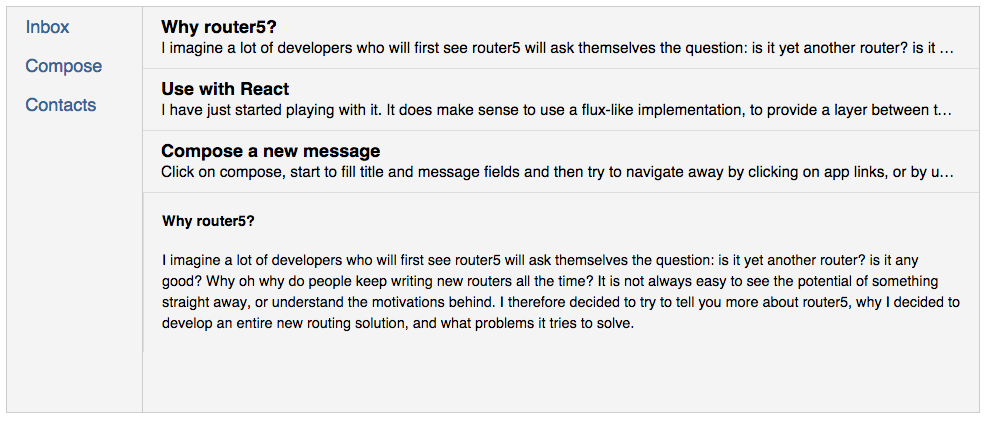 Inbox
Compose
Contacts
Why router5?
I imagine a lot of developers who will first see router5 will ask themselves the question: is it yet another router? is it ...
Use with React
I have just started playing with it. It does make sense to use a flux-like implementation, to provide a layer between t...
Compose a new message
Click on compose, start to fill title and message fields and then try to navigate away by clicking on app links, or by u...
Why router5?
I imagine a lot of developers who will first see router5 will ask themselves the question: is it yet another router? is it any
good? Why oh why do people keep writing new routers all the time? It is not always easy to see the potential of something
straight away, or understand the motivations behind. I therefore decided to try to tell you more about router5, why I decided to
develop an entire new routing solution, and what problems it tries to solve.